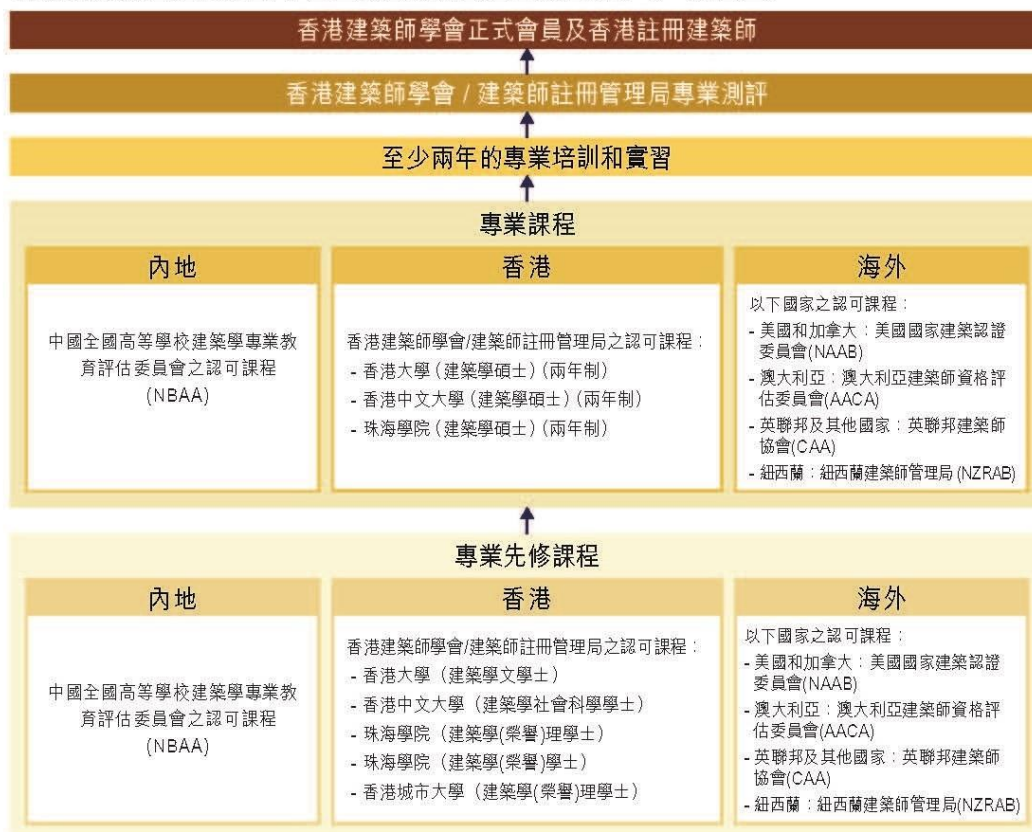 香港建築師學會正式會員及香港註冊建築師
香港建築師學會 / 建築師註冊管理局專業測評
至少兩年的專業培訓和實習
專業課程
內地
中國全國高等學校建築學專業教
育評估委員會之認可課程
(NBAA)
香港
香港建築師學會/建築師註冊管理局之認可課程：
- 香港大學 (建築學碩士) (兩年制)
- 香港中文大學 (建築學碩士) (兩年制)
- 珠海學院 (建築學碩士) (兩年制)
海外
以下國家之認可課程：
- 美國和加拿大：美國國家建築認證
委員會(NAAB)
- 澳大利亞：澳大利亞建築師資格評
估委員會(AACA)
- 英聯邦及其他國家：英聯邦建築師
協會(CAA)
- 紐西蘭：紐西蘭建築師管理局 (NZRAB)
專業先修課程
內地
中國全國高等學校建築學專業教
育評估委員會之認可課程
(NBAA)
香港
香港建築師學會/建築師註冊管理局之認可課程：
- 香港大學（建築學文學士）
- 香港中文大學（建築學社會科學學士）
- 珠海學院（建築學(榮譽)理學士）
- 珠海學院（建築學(榮譽)學士）
- 香港城市大學（建築學(榮譽)理學士）
海外
以下國家之認可課程：
- 美國和加拿大：美國國家建築認證
委員會(NAAB)
- 澳大利亞：澳大利亞建築師資格評
估委員會(AACA)
- 英聯邦及其他國家：英聯邦建築師
協會(CAA)
- 紐西蘭：紐西蘭建築師管理局(NZRAB)